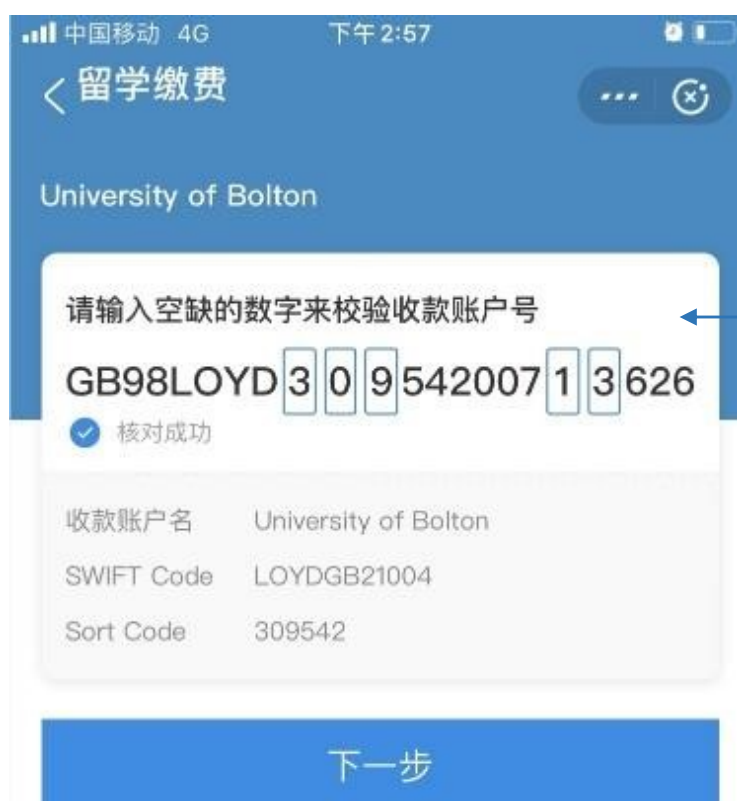 中国移动 4G 下午2:57
留学缴费
University of Bolton
请输入空缺的数字来校验收款账户号
GB98LOYD30954200713626
核对成功
收款账户名 University of Bolton
SWIFT Code LOYDGB21004
Sort Code 309542
下一步